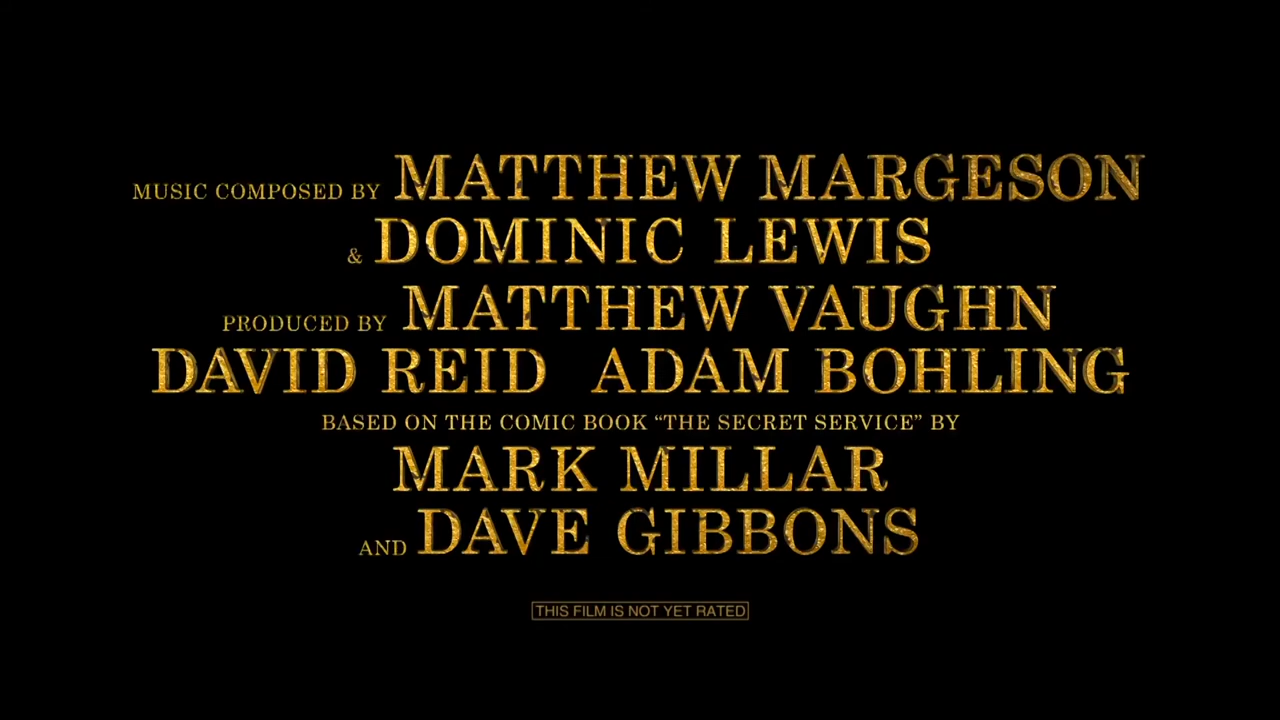 MUSIC COMPOSED BY MATTHEW MARGESON
& DOMINIC LEWIS
PRODUCED BY MATTHEW VAUGHN
DAVID REID ADAM BOHLING
BASED ON THE COMIC BOOK “THE SECRET SERVICE” BY
MARK MILLAR
AND DAVE GIBBONS
THIS FILM IS NOT YET RATED